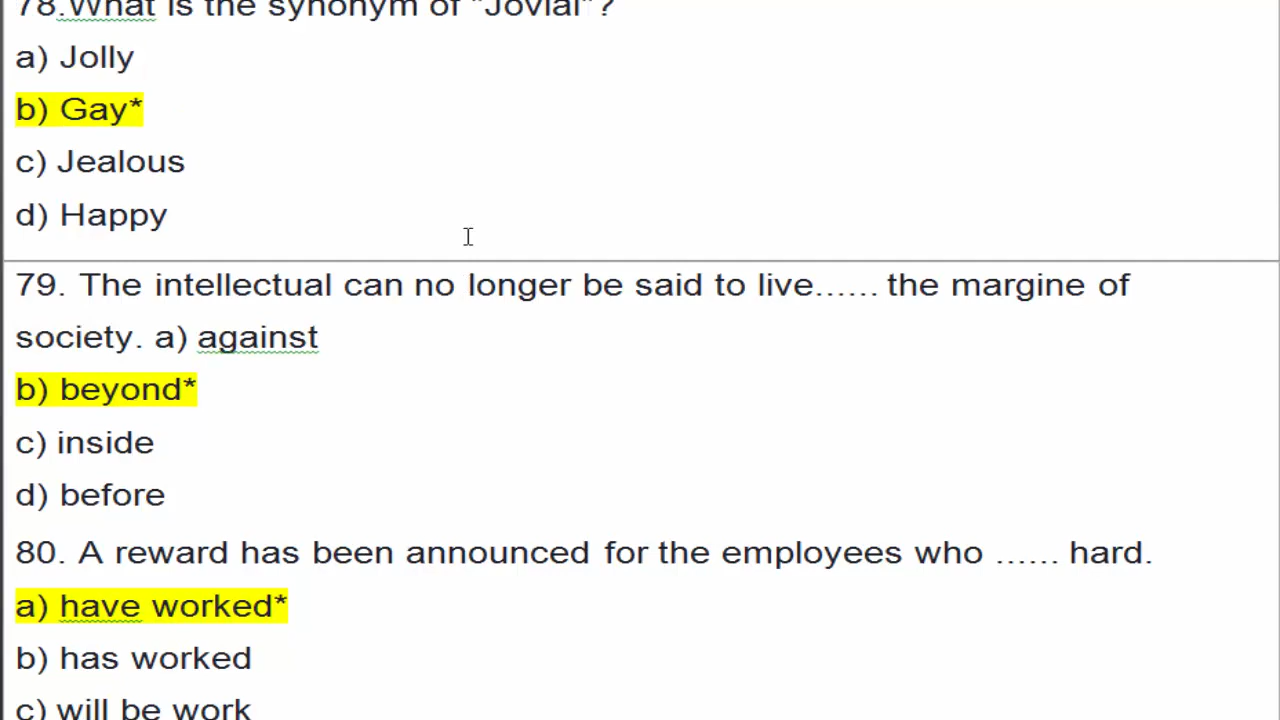 78.What is the synonym of "Jovial"?
a) Jolly
b) Gay*
c) Jealous
d) Happy
79. The intellectual can no longer be said to live...... the margine of
society. a) against
b) beyond*
c) inside
d) before
80. A reward has been announced for the employees who ...... hard.
a) have worked*
b) has worked
c) will be work